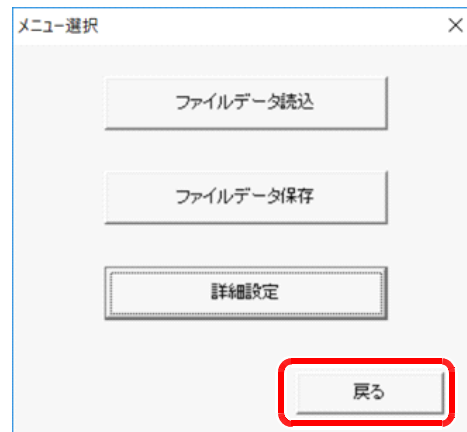 メニュー選択
ファイルデータ読込
ファイルデータ保存
詳細設定
戻る